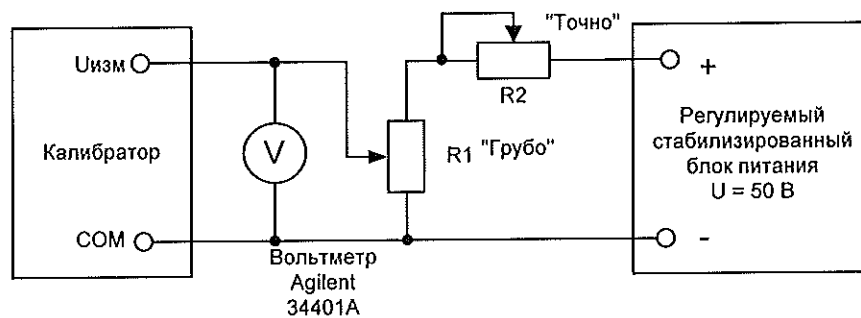 "Точно"
Uизм
+
R2
Регулируемый
стабилизированный
блок питания
U = 50 В
Калибратор
V
R1 "Грубо"
COM
-
Вольтметр
Agilent
34401A